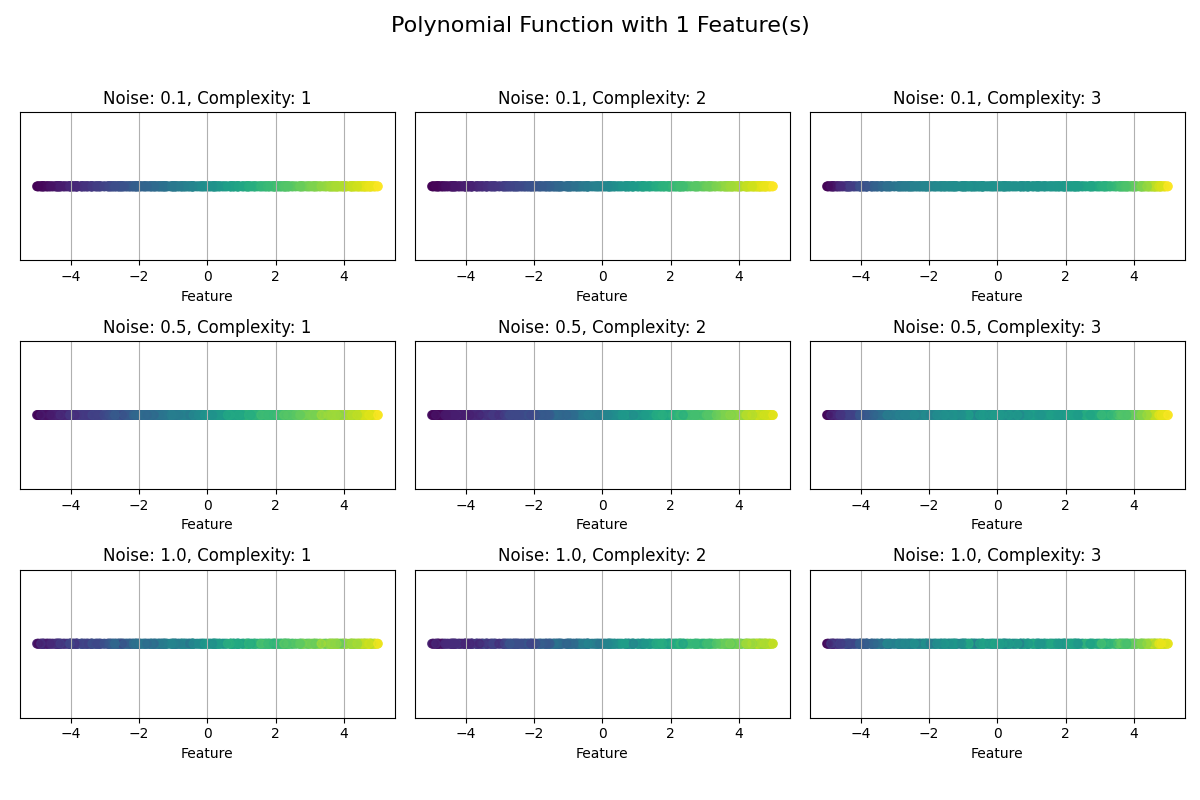 Polynomial Function with 1 Feature(s)
Noise: 0.1, Complexity: 1
Noise: 0.1, Complexity: 2
Noise: 0.1, Complexity: 3
−4 −2 0 2 4
−4 −2 0 2 4
−4 −2 0 2 4
Feature
Feature
Feature
Noise: 0.5, Complexity: 1
Noise: 0.5, Complexity: 2
Noise: 0.5, Complexity: 3
−4 −2 0 2 4
−4 −2 0 2 4
−4 −2 0 2 4
Feature
Feature
Feature
Noise: 1.0, Complexity: 1
Noise: 1.0, Complexity: 2
Noise: 1.0, Complexity: 3
−4 −2 0 2 4
−4 −2 0 2 4
−4 −2 0 2 4
Feature
Feature
Feature